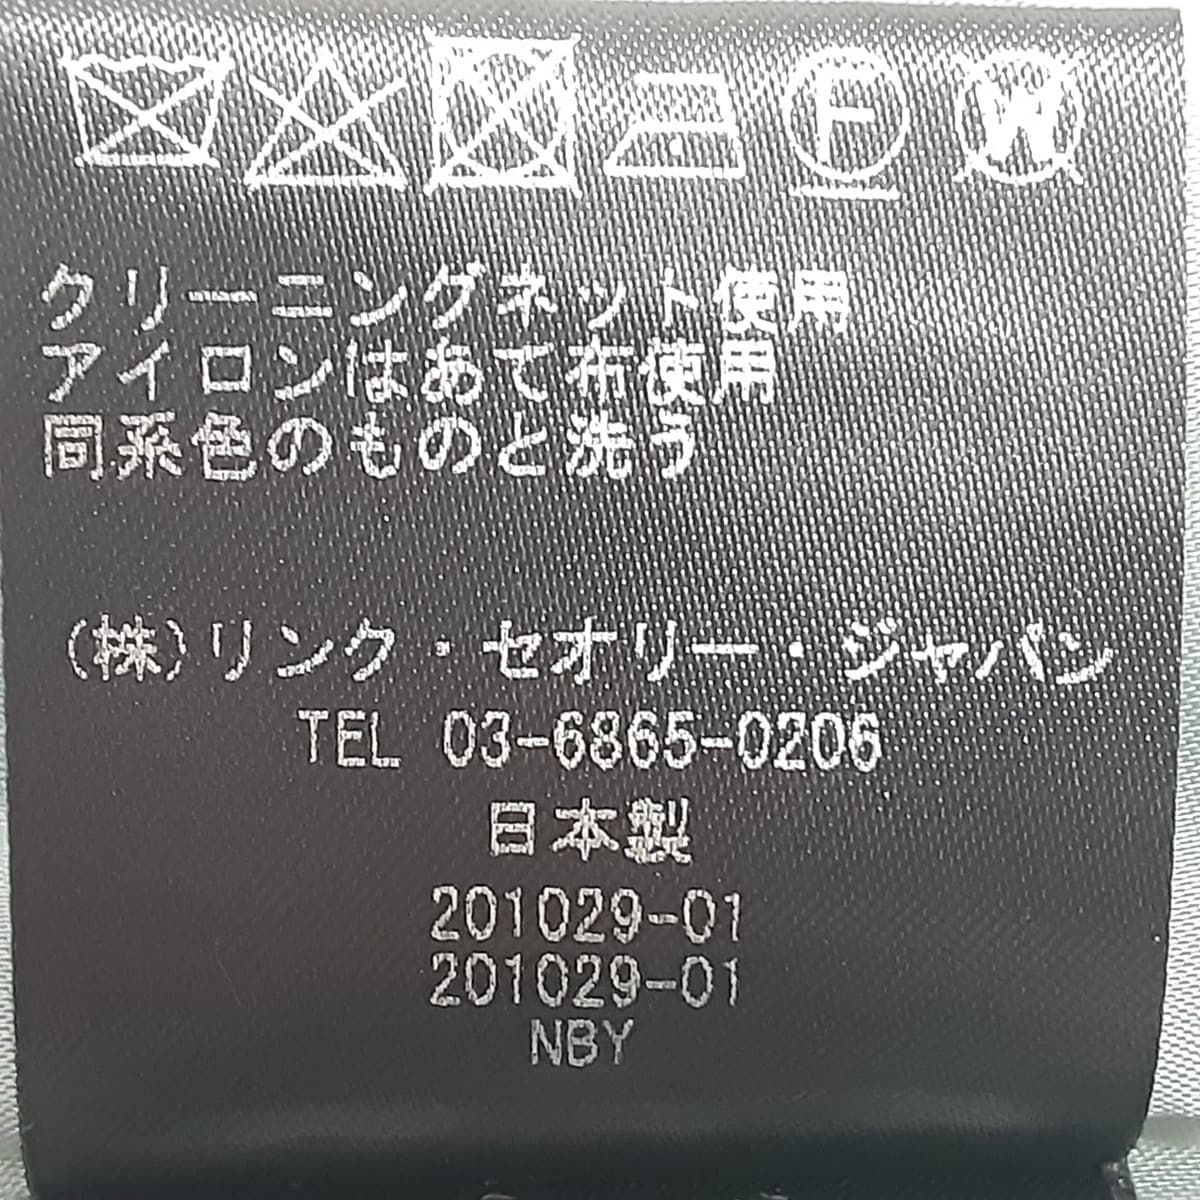 F W
クリーニングネット使用
アイロンはあて布使用
同系色のものと洗う
(株)リンク・セオリー・ジャパン
TEL 03-6865-0206
日本製
201029-01
201029-01
NBY